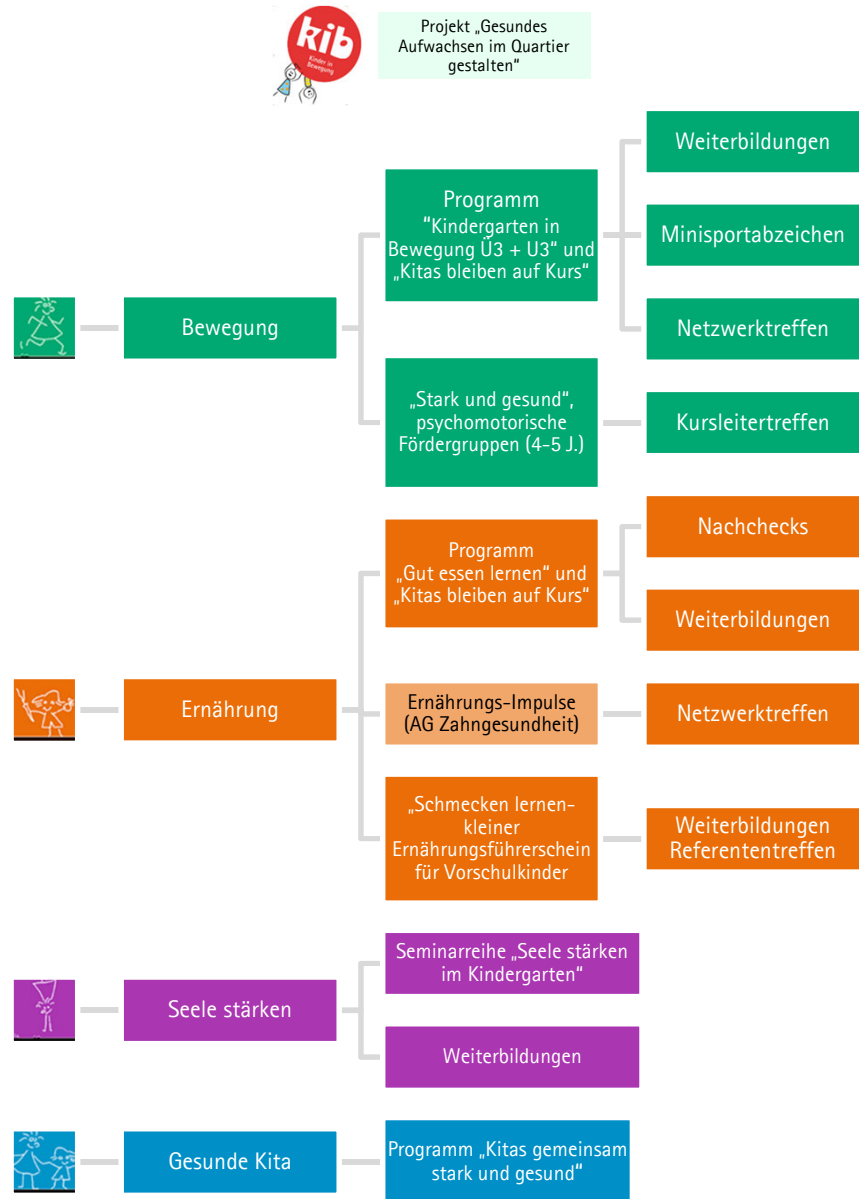 kib
Kinder in
Bewegung
Projekt „Gesundes
Aufwachsen im Quartier
gestalten“
Bewegung
Programm
“Kindergarten in
Bewegung Ü3 + U3“ und
„Kitas bleiben auf Kurs“
Weiterbildungen
Minisportabzeichen
Netzwerktreffen
„Stark und gesund“,
psychomotorische
Fördergruppen (4-5 J.)
Kursleitertreffen
Ernährung
Programm
„Gut essen lernen“ und
„Kitas bleiben auf Kurs“
Nachchecks
Weiterbildungen
Ernährungs-Impulse
(AG Zahngesundheit)
Netzwerktreffen
„Schmecken lernen-
kleiner
Ernährungsführerschein
für Vorschulkinder
Weiterbildungen
Referententreffen
Seele stärken
Seminarreihe „Seele stärken
im Kindergarten“
Weiterbildungen
Gesunde Kita
Programm „Kitas gemeinsam
stark und gesund“